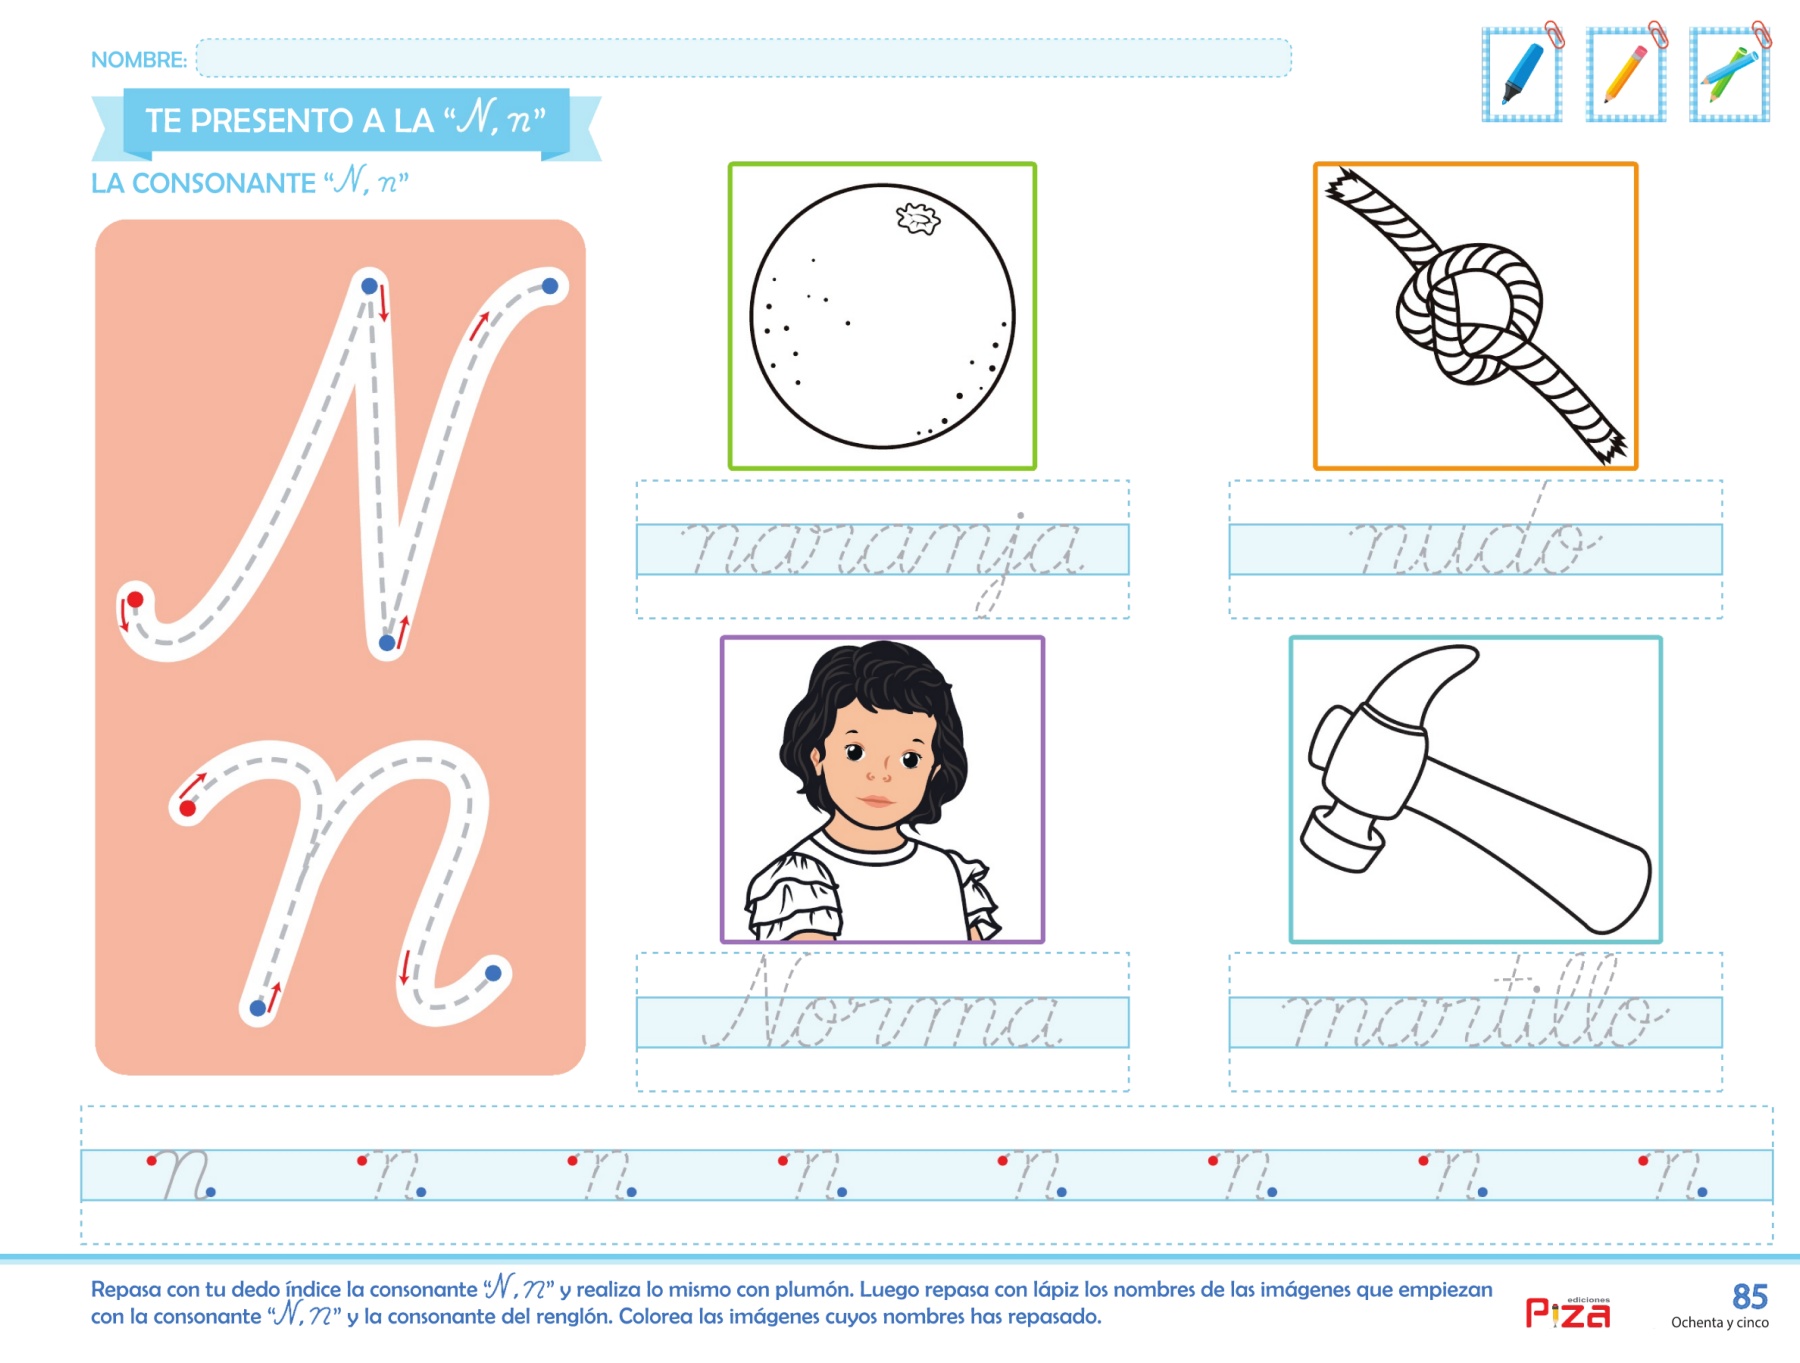 NOMBRE:
TE PRESENTO A LA “N, n”
LA CONSONANTE “N, n”
N
n
naranja
nudo
Norma
martillo
n n n n n n n n
Repasa con tu dedo índice la consonante “N, n” y realiza lo mismo con plumón. Luego repasa con lápiz los nombres de las imágenes que empiezan
con la consonante “N, n” y la consonante del renglón. Colorea las imágenes cuyos nombres has repasado.
ediciones
Piza
85
Ochenta y cinco